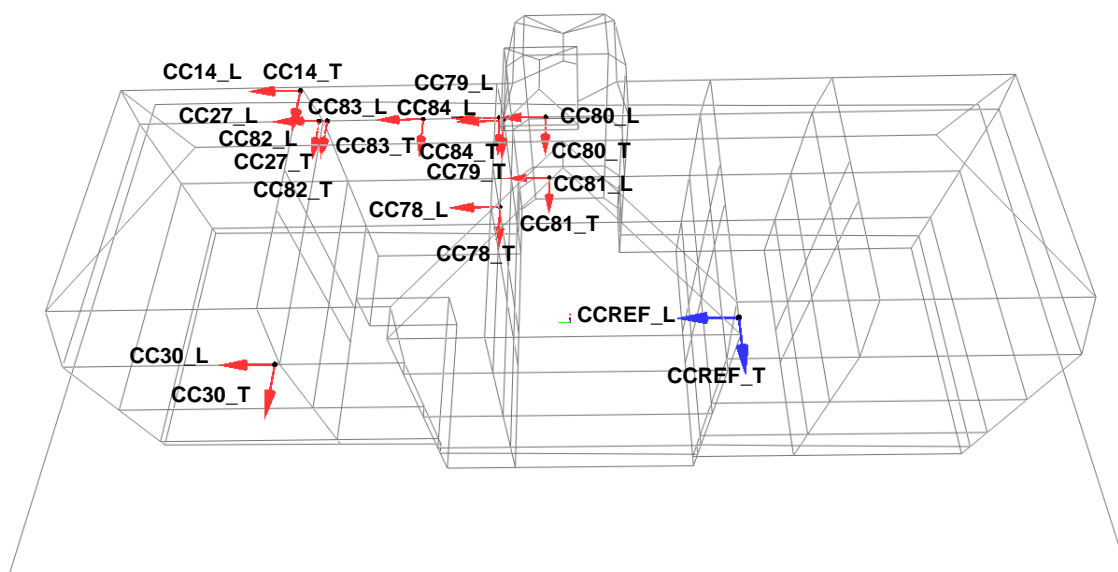 CC14_L CC14_T
CC79_L
CC83_L CC84_L
CC27_L CC80_L
CC82_L
CC83_T CC84_T CC80_T
CC27_T
CC79_T
CC82_T CC81_L
CC78_L
CC81_T
CC78_T
CCREF_L
CC30_L
CCREF_T
CC30_T